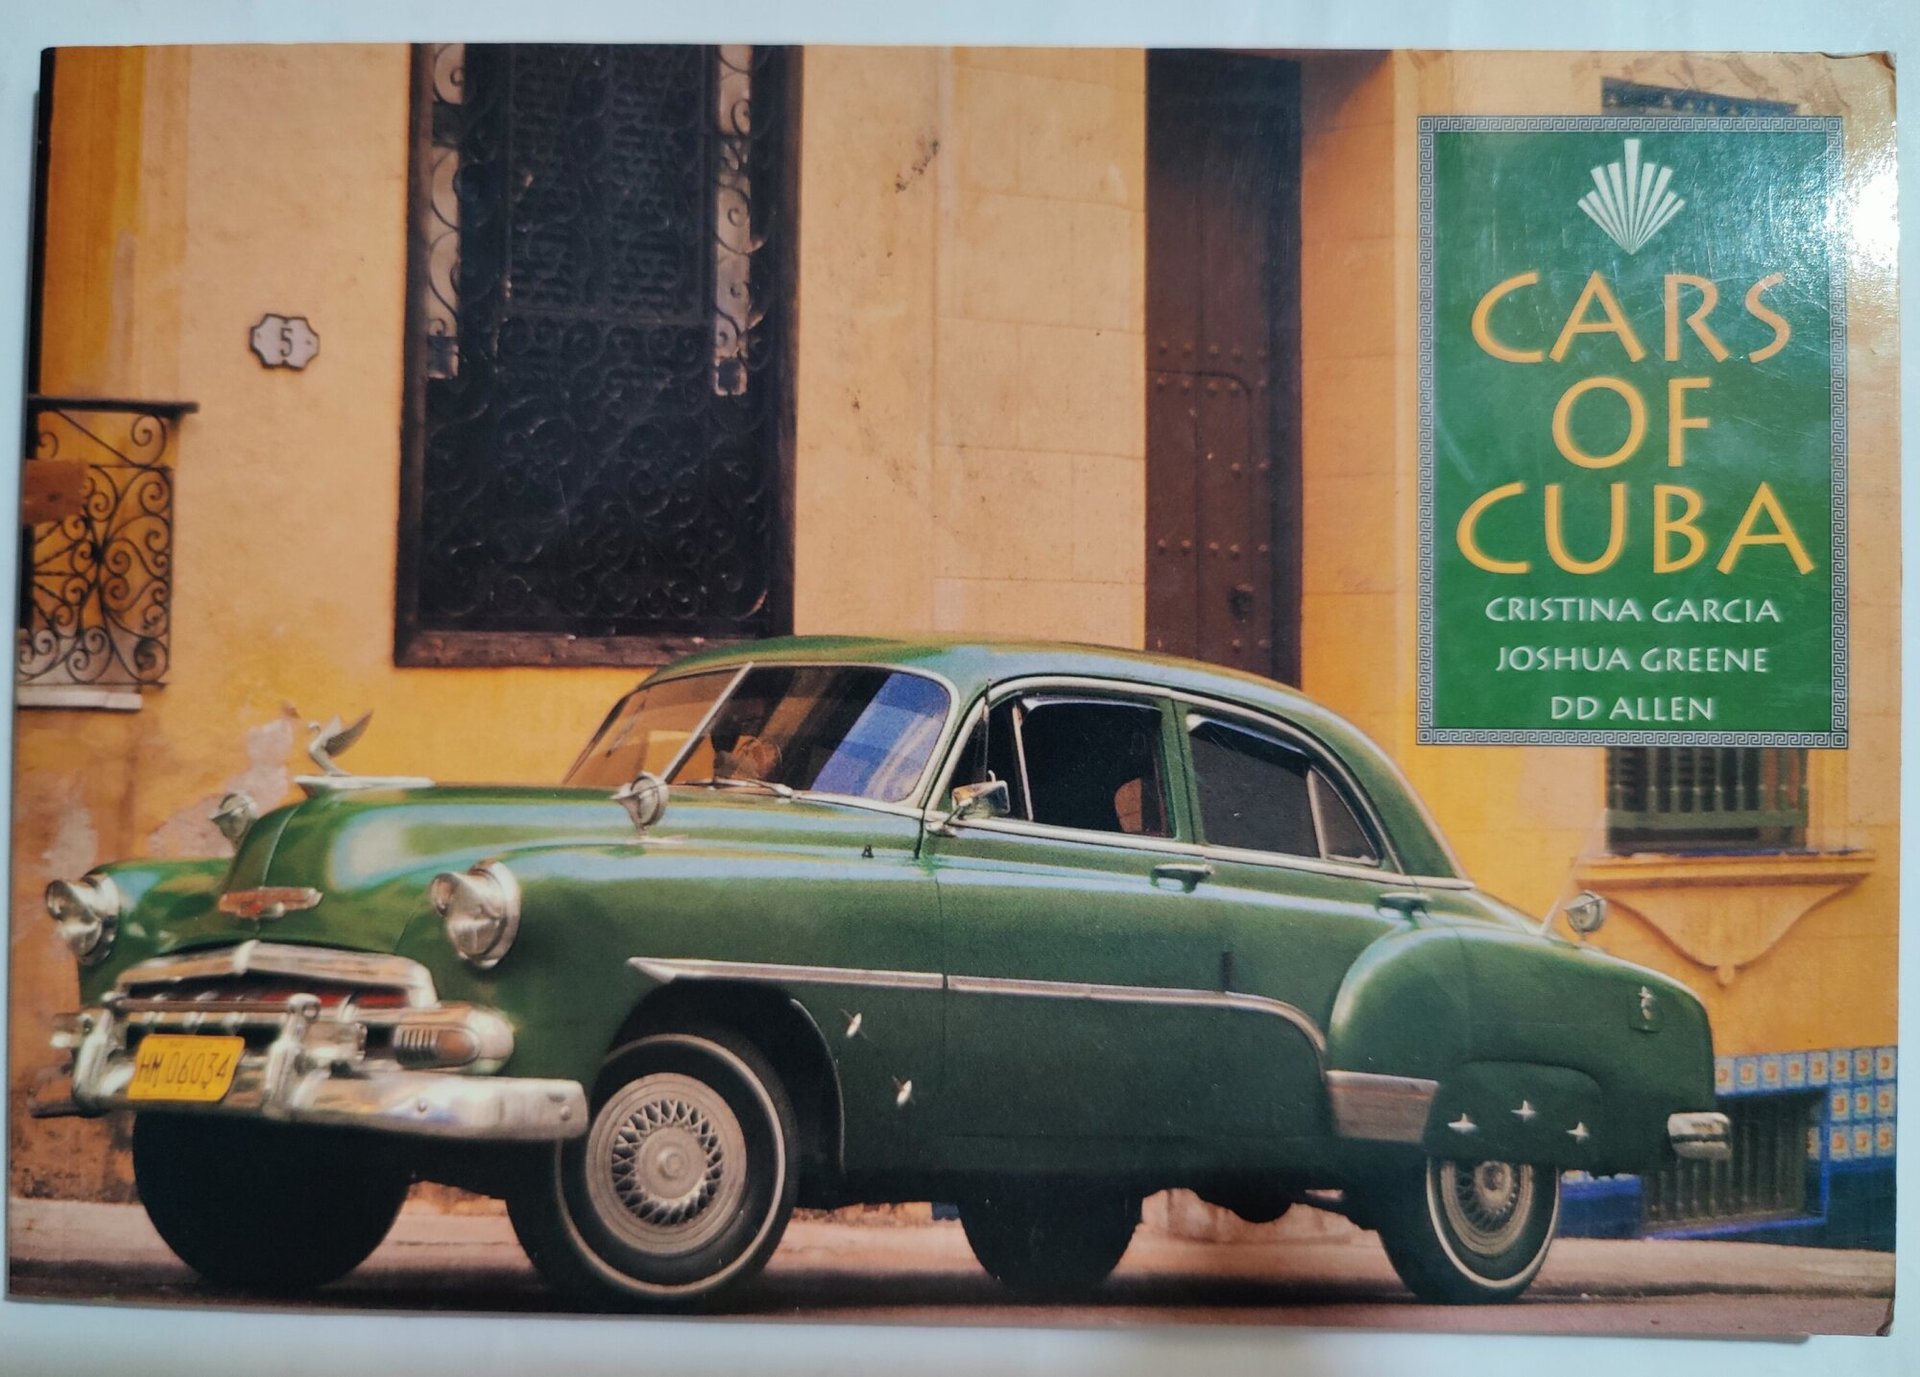 5
CARS
OF
CUBA
CRISTINA GARCIA
JOSHUA GREENE
DD ALLEN
HM 06034